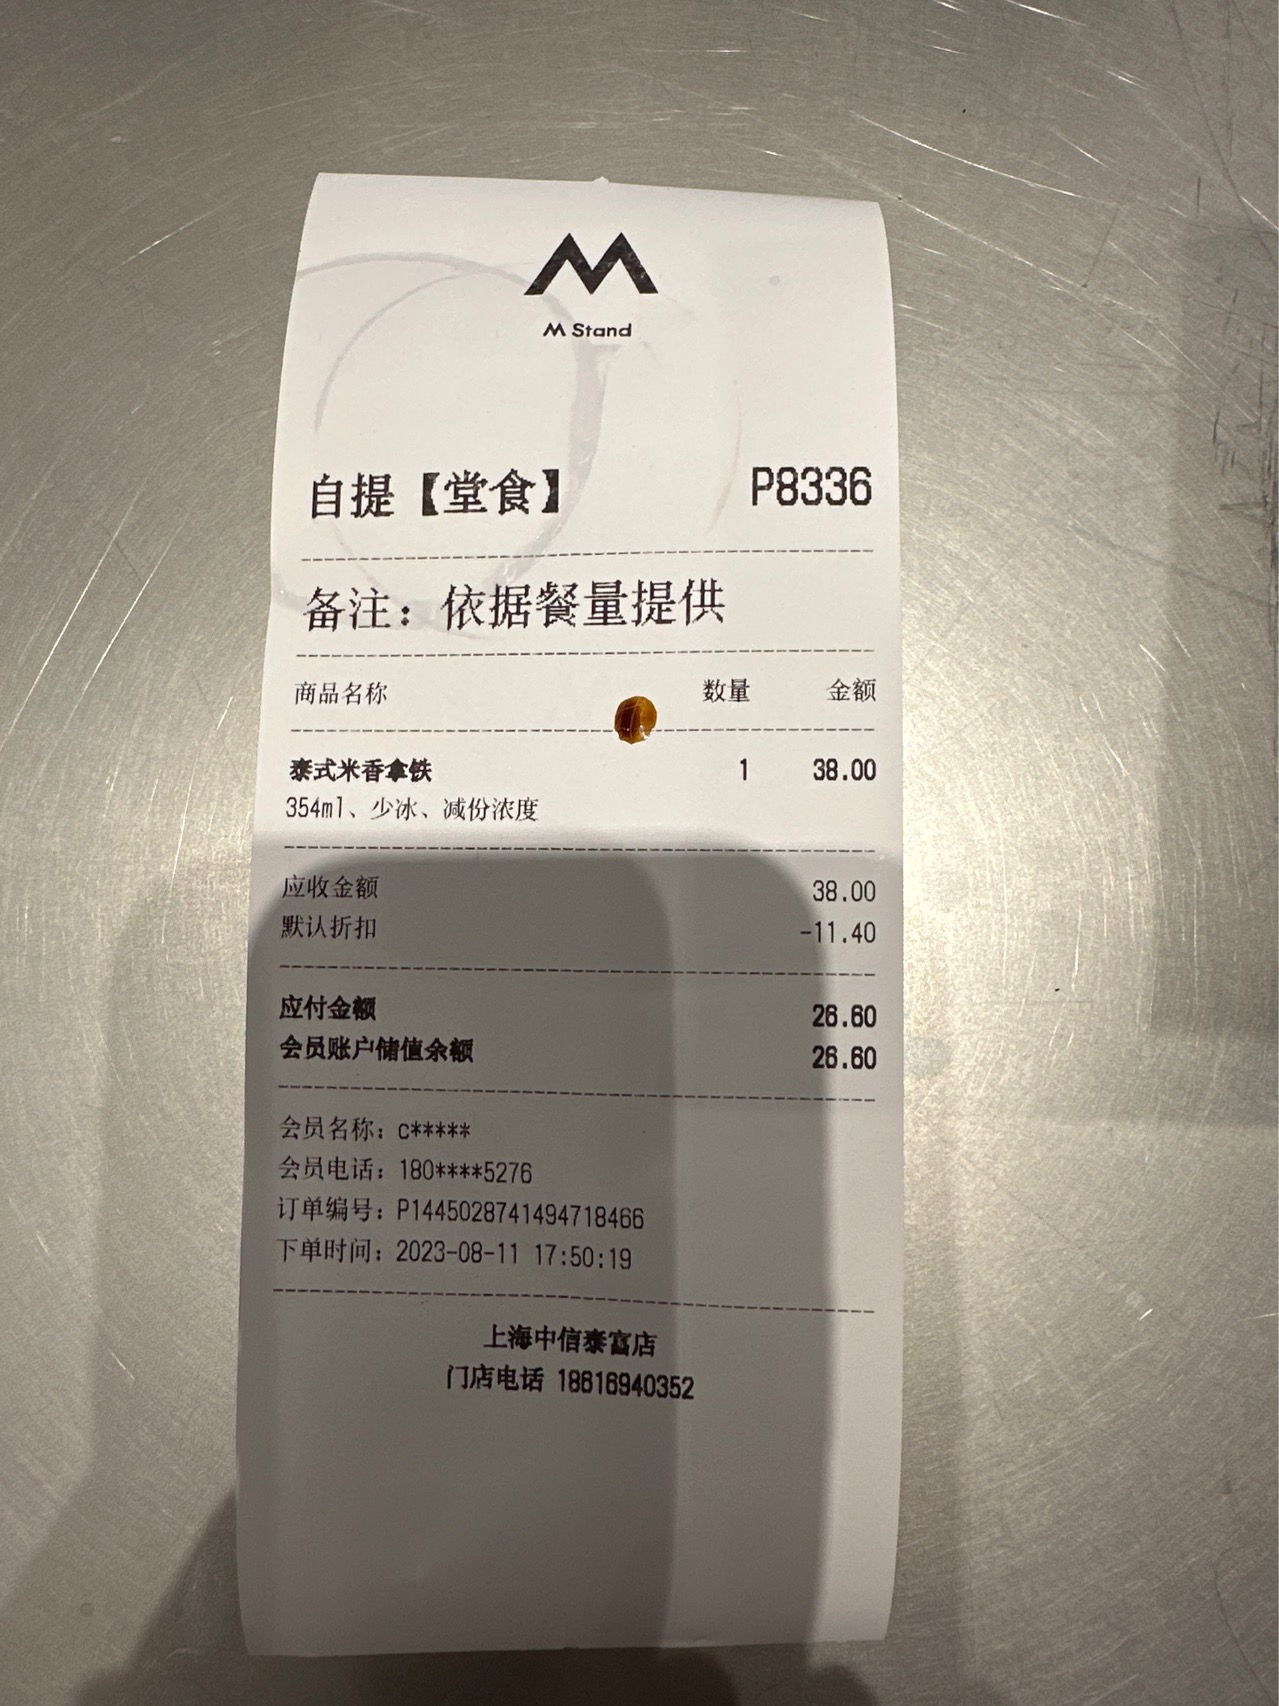 M Stand
自提【堂食】 P8336
备注：依据餐量提供
商品名称 数量 金额
泰式米香拿铁 1 38.00
354ml、少冰、减份浓度
应收金额 38.00
默认折扣 -11.40
应付金额 26.60
会员账户储值余额 26.60
会员名称：c*****
会员电话：180****5276
订单编号：P1445028741494718466
下单时间：2023-08-11 17:50:19
上海中信泰富店
门店电话 18616940352